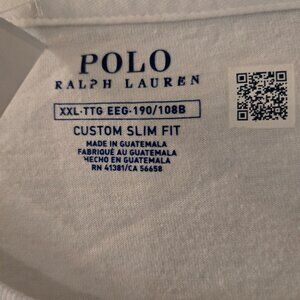 POLO
RALPH LAUREN
XXL·TTG EEG·190/108B
CUSTOM SLIM FIT
MADE IN GUATEMALA
FABRIQUÉ AU GUATEMALA
HECHO EN GUATEMALA
RN 41381/CA 56658